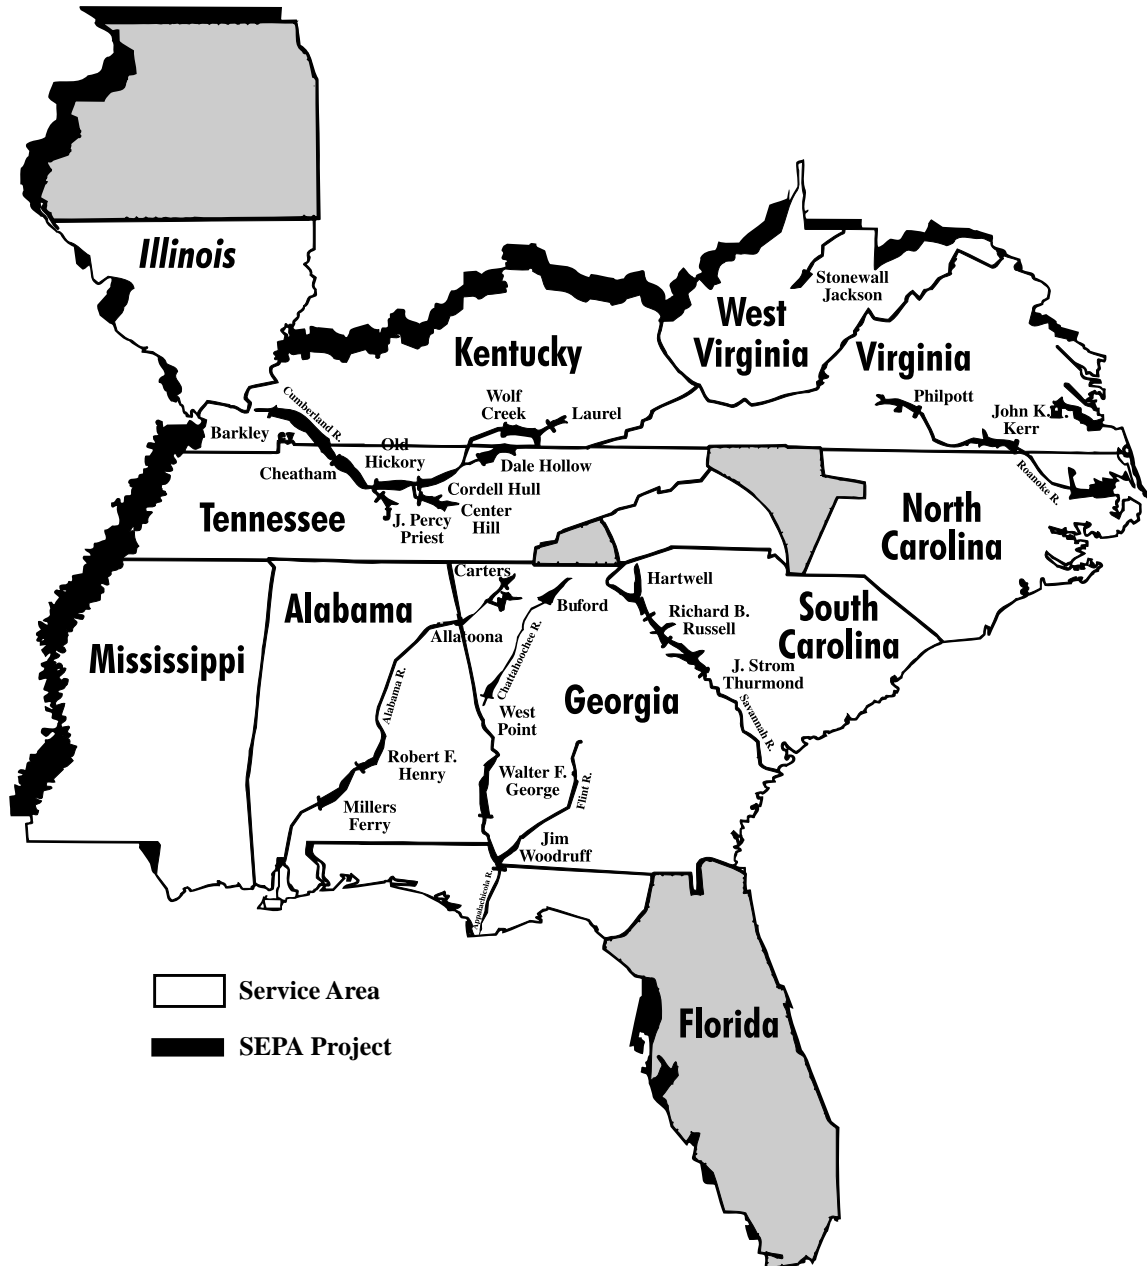 Illinois
Stonewall
Jackson
West
Virginia
Kentucky
Virginia
Wolf
Creek
Laurel
Philpott
John K.H.
Kerr
Cumberland R.
Barkley
Old
Hickory
Cheatham
Dale Hollow
Cordell Hull
Center
Hill
J. Percy
Priest
Roanoke R.
Tennessee
North
Carolina
Carters
Hartwell
Buford
Alabama
Allatoona
Richard B.
Russell
South
Carolina
Mississippi
Chattahoochee R.
J. Strom
Thurmond
Alabama R.
Georgia
West
Point
Savannah R.
Robert F.
Henry
Walter F.
George
Flint R.
Millers
Ferry
Jim
Woodruff
Appalachicola R.
Service Area
Florida
SEPA Project